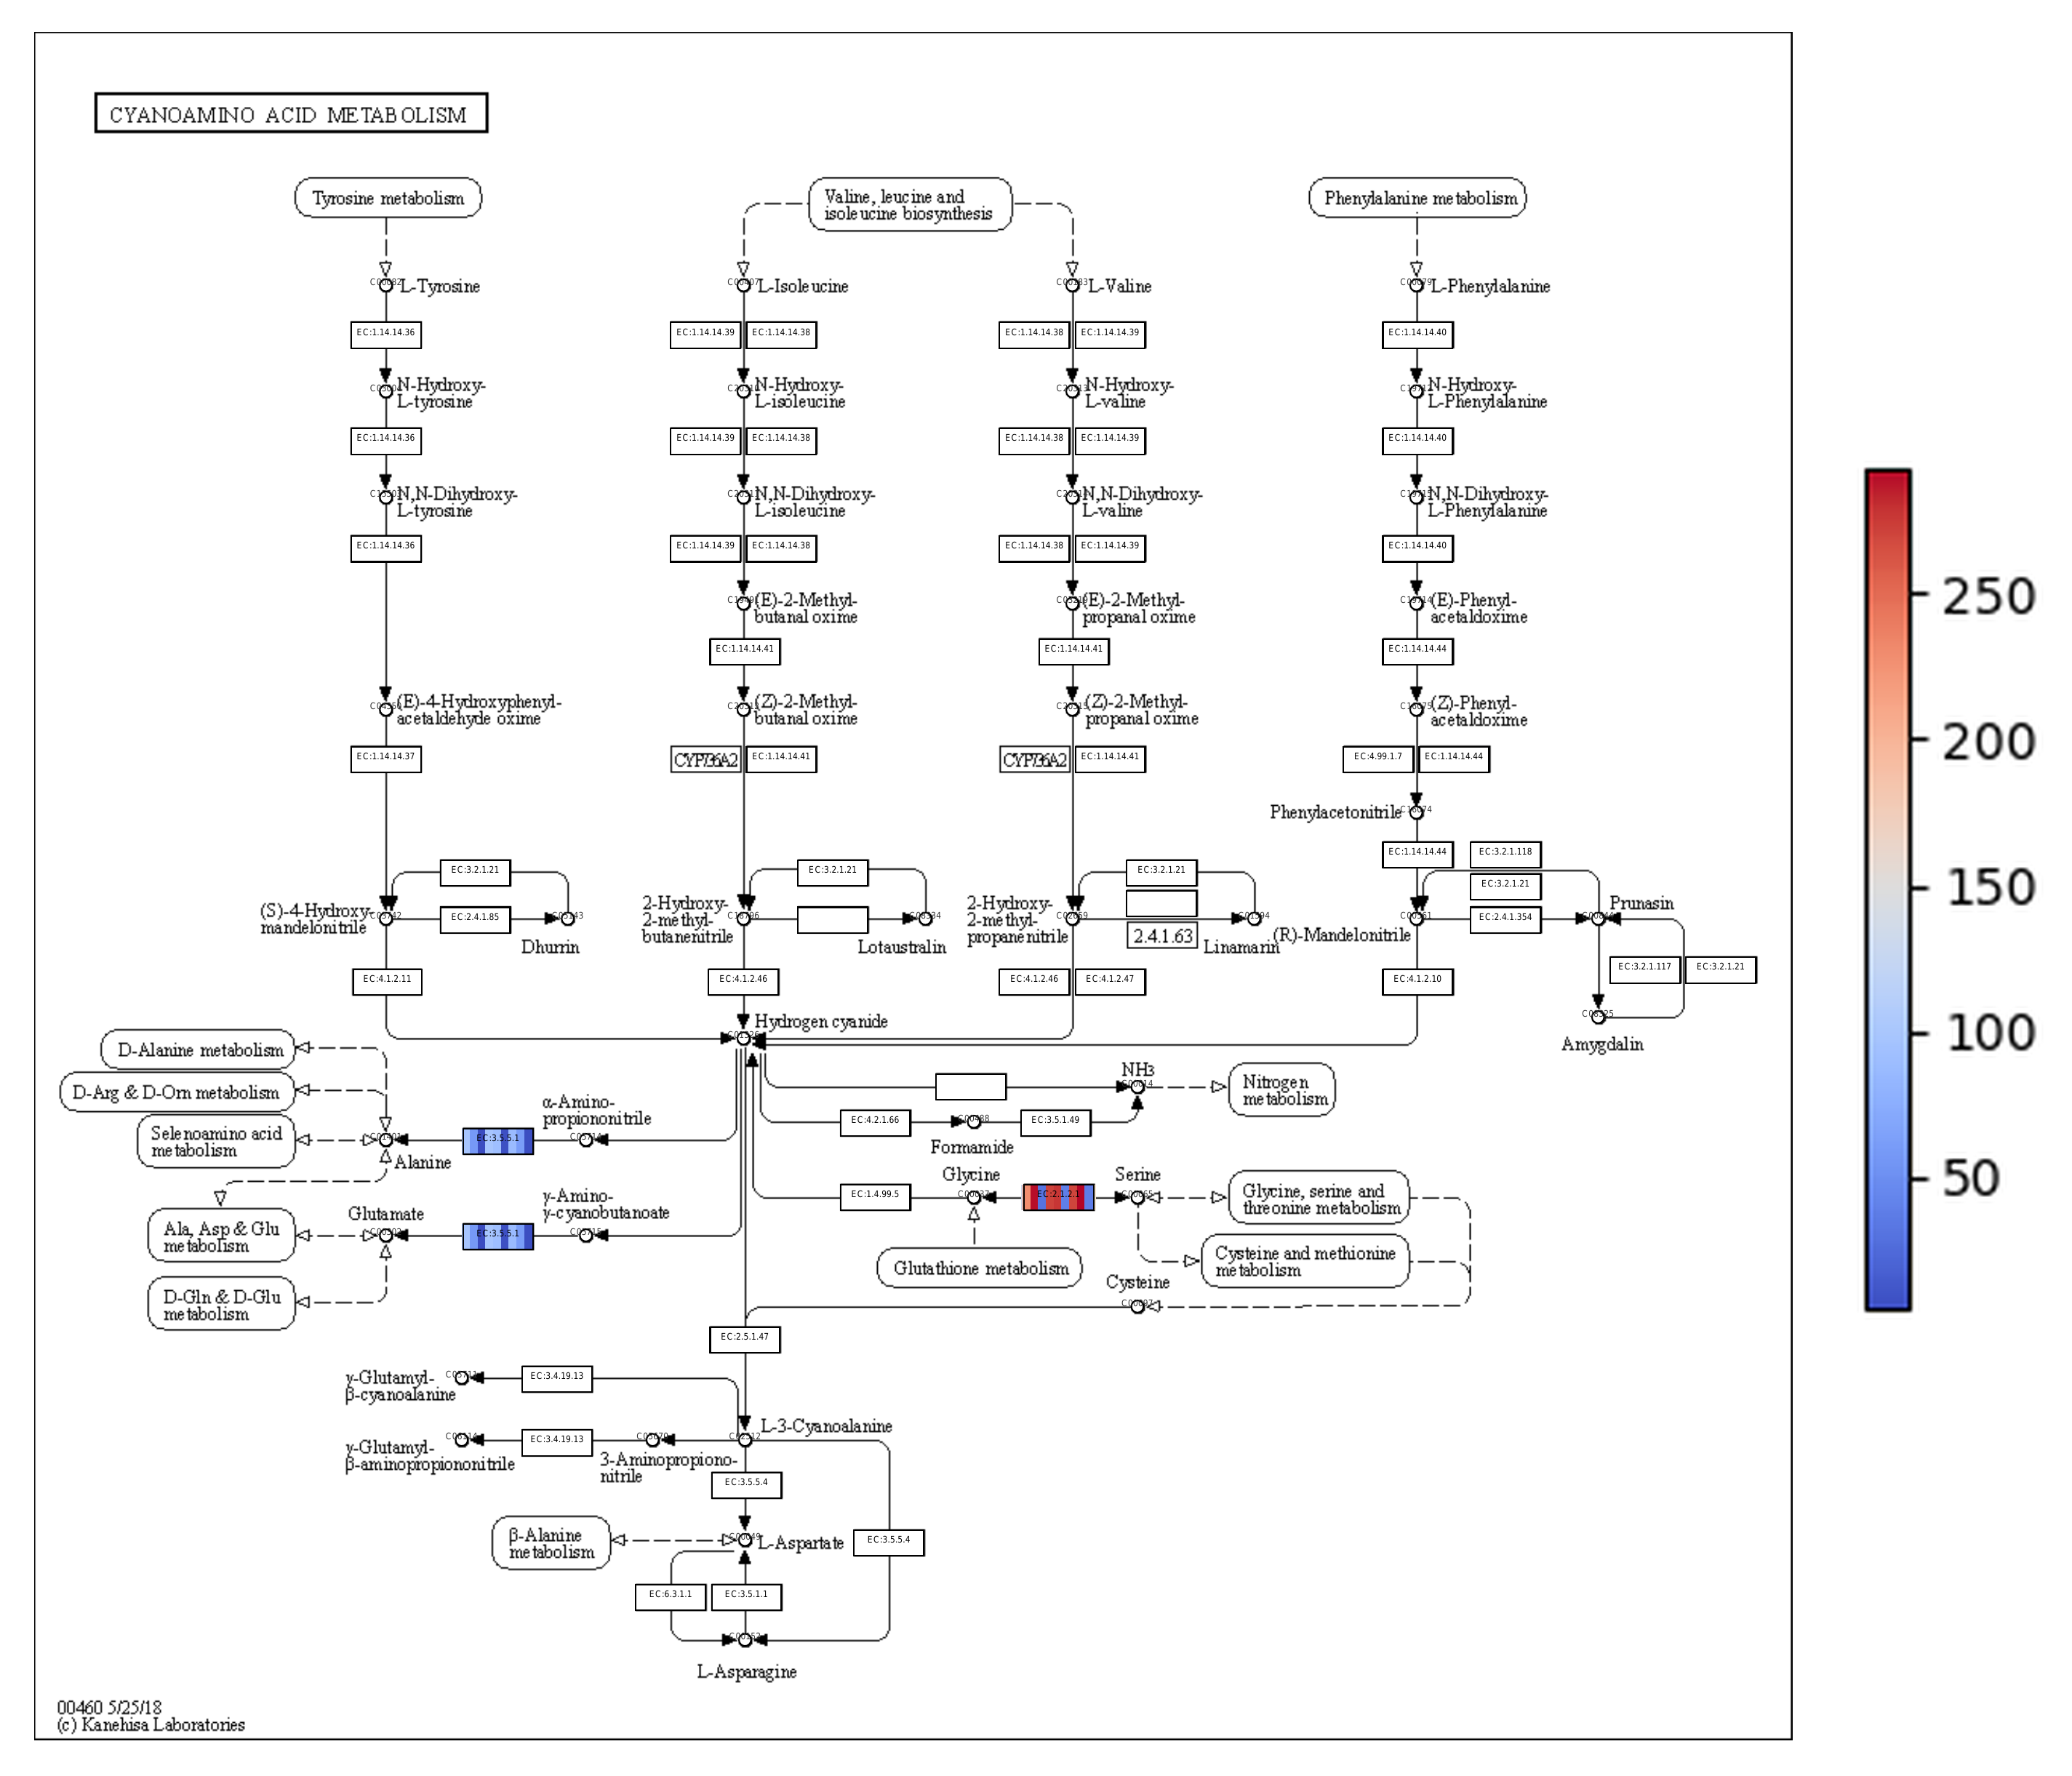 CYANOAMINO ACID METABOLISM
Tyrosine metabolism
Valine, leucine and
isoleucine biosynthesis
Phenylalanine metabolism
L-Tyrosine
L-Isoleucine
L-Valine
L-Phenylalanine
EC:1.14.14.36
EC:1.14.14.39
EC:1.14.14.38
EC:1.14.14.38
EC:1.14.14.39
EC:1.14.14.40
N-Hydroxy-
L-tyrosine
N-Hydroxy-
L-isoleucine
N-Hydroxy-
L-valine
N-Hydroxy-
L-Phenylalanine
EC:1.14.14.36
EC:1.14.14.39
EC:1.14.14.38
EC:1.14.14.38
EC:1.14.14.39
EC:1.14.14.40
N,N-Dihydroxy-
L-tyrosine
N,N-Dihydroxy-
L-isoleucine
N,N-Dihydroxy-
L-valine
N,N-Dihydroxy-
L-Phenylalanine
EC:1.14.14.36
EC:1.14.14.39
EC:1.14.14.38
EC:1.14.14.38
EC:1.14.14.39
EC:1.14.14.40
(E)-2-Methyl-
butanal oxime
(E)-2-Methyl-
propanal oxime
(E)-Phenyl-
acetaldoxime
EC:1.14.14.41
EC:1.14.14.41
EC:1.14.14.44
(E)-4-Hydroxyphenyl-
acetaldehyde oxime
(Z)-2-Methyl-
butanal oxime
(Z)-2-Methyl-
propanal oxime
(Z)-Phenyl-
acetaldoxime
EC:1.14.14.37
CYP736A2
EC:1.14.14.41
CYP736A2
EC:1.14.14.41
EC:4.99.1.7
EC:1.14.14.44
Phenylacetonitrile
EC:1.14.14.44
EC:3.2.1.118
EC:3.2.1.21
EC:3.2.1.21
EC:3.2.1.21
EC:3.2.1.21
(S)-4-Hydroxy-
mandelonitrile
EC:2.4.1.85
Dhurrin
2-Hydroxy-
2-methyl-
butanenitrile
Lotaustralin
2-Hydroxy-
2-methyl-
propanenitrile
2.4.1.63
Linamarin
(R)-Mandelonitrile
EC:2.4.1.354
Prunasin
EC:4.1.2.11
EC:4.1.2.46
EC:4.1.2.46
EC:4.1.2.47
EC:4.1.2.10
EC:3.2.1.117
EC:3.2.1.21
Hydrogen cyanide
Amygdalin
D-Alanine metabolism
D-Arg & D-Orn metabolism
Selenoamino acid
metabolism
Alanine
EC:3.5.5.1
α-Amino-
propiononitrile
NH3
Nitrogen
metabolism
EC:4.2.1.66
Formamide
EC:3.5.1.49
Glycine
Serine
EC:1.4.99.5
EC:2.1.2.1
Glycine, serine and
threonine metabolism
Ala, Asp & Glu
metabolism
Glutamate
EC:3.5.5.1
γ-Amino-
γ-cyanobutanoate
Glutathione metabolism
Cysteine and methionine
metabolism
Cysteine
D-Gln & D-Glu
metabolism
EC:2.5.1.47
γ-Glutamyl-
β-cyanoalanine
EC:3.4.19.13
L-3-Cyanoalanine
γ-Glutamyl-
β-aminopropiononitrile
EC:3.4.19.13
3-Aminopropiono-
nitrile
EC:3.5.5.4
β-Alanine
metabolism
L-Aspartate
EC:3.5.5.4
EC:6.3.1.1
EC:3.5.1.1
L-Asparagine
00460 5/25/18
(c) Kanehisa Laboratories
250
200
150
100
50